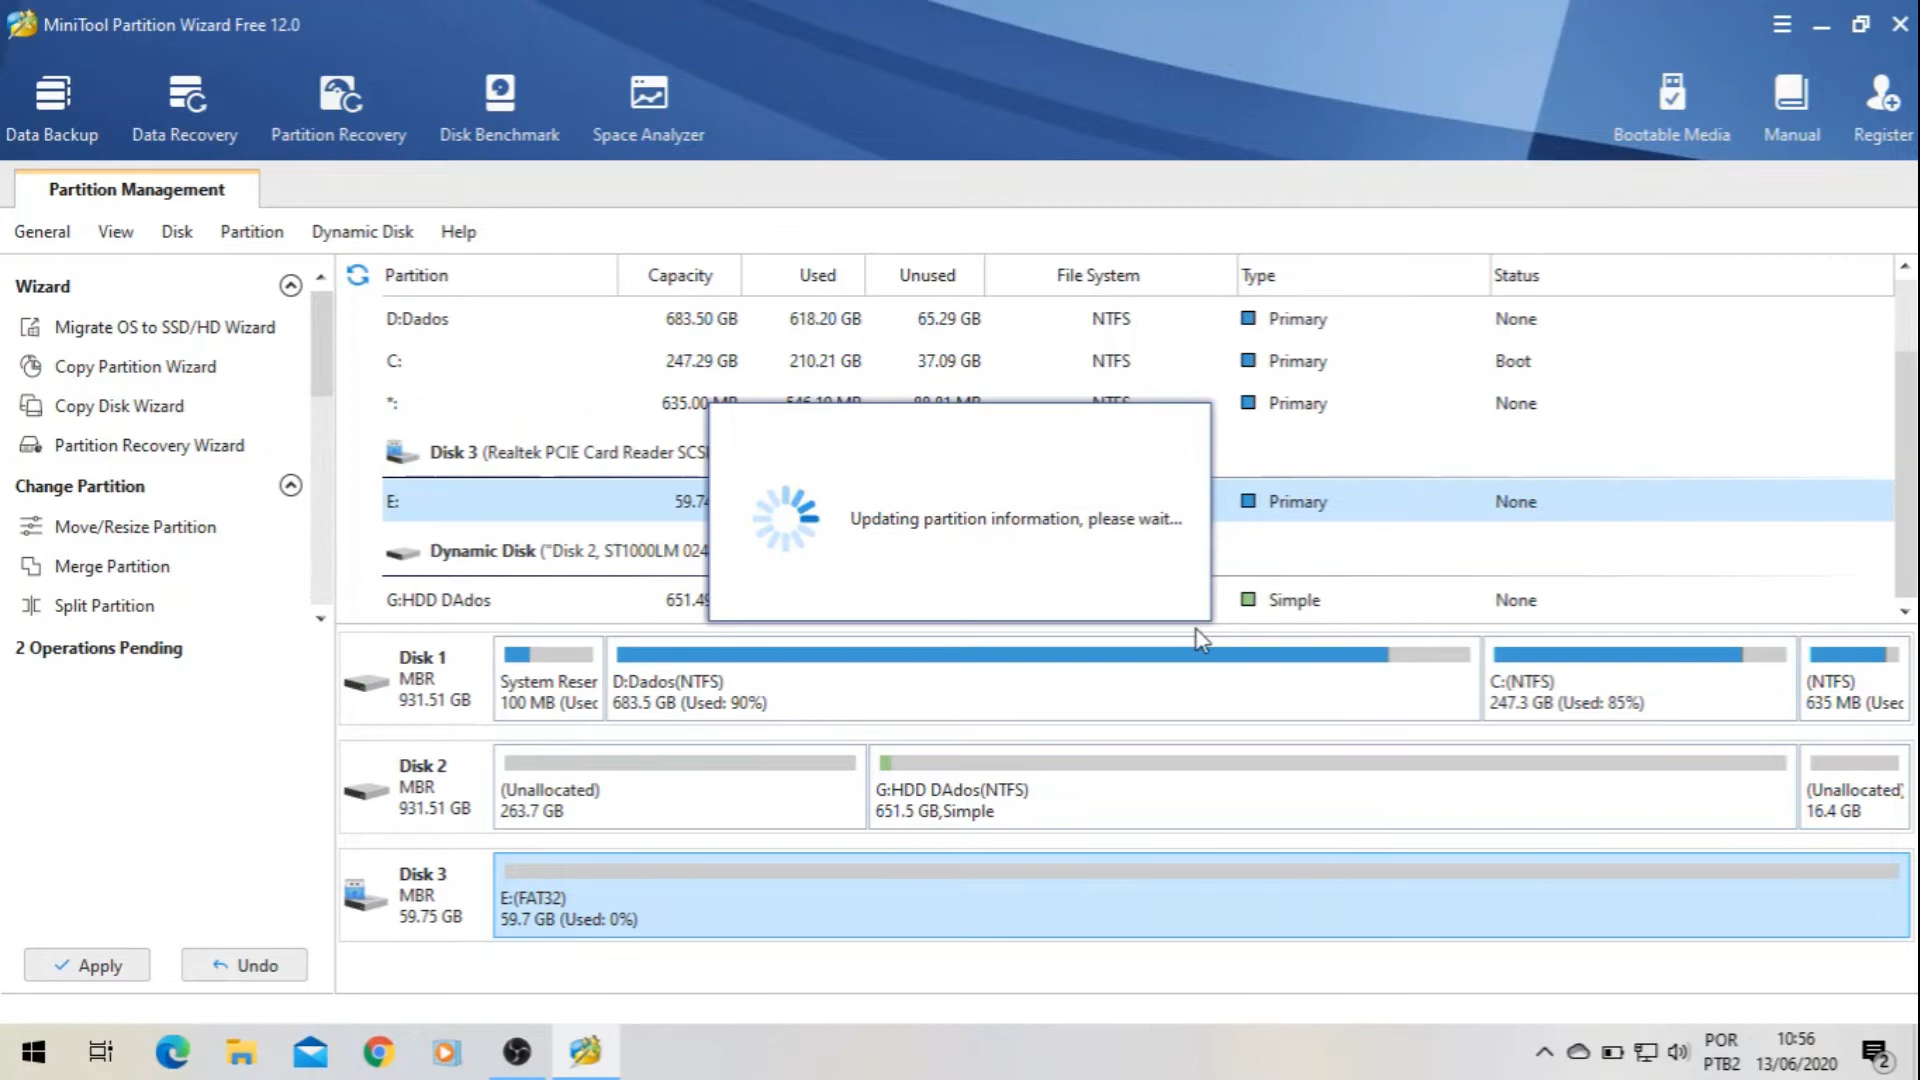 MiniTool Partition Wizard Free 12.0
Data Backup
Data Recovery
Partition Recovery
Disk Benchmark
Space Analyzer
Bootable Media
Manual
Register
Partition Management
General
View
Disk
Partition
Dynamic Disk
Help
Wizard
Migrate OS to SSD/HD Wizard
Copy Partition Wizard
Copy Disk Wizard
Partition Recovery Wizard
Change Partition
Move/Resize Partition
Merge Partition
Split Partition
2 Operations Pending
Apply
Undo
Partition Capacity Used Unused File System Type Status
D:Dados 683.50 GB 618.20 GB 65.29 GB NTFS Primary None
C: 247.29 GB 210.21 GB 37.09 GB NTFS Primary Boot
*: 635.00 MB 546.19 MB 88.81 MB NTFS Primary None
Disk 3 (Realtek PCIE Card Reader SCS
E: 59.74 Primary None
Dynamic Disk ("Disk 2, ST1000LM 024
G:HDD DAdos 651.49 Simple None
Updating partition information, please wait...
Disk 1
MBR
931.51 GB
System Reser
100 MB (Used
D:Dados(NTFS)
683.5 GB (Used: 90%)
C:(NTFS)
247.3 GB (Used: 85%)
(NTFS)
635 MB (Used
Disk 2
MBR
931.51 GB
(Unallocated)
263.7 GB
G:HDD DAdos(NTFS)
651.5 GB,Simple
(Unallocated)
16.4 GB
Disk 3
MBR
59.75 GB
E:(FAT32)
59.7 GB (Used: 0%)
POR
PTB2
10:56
13/06/2020
2